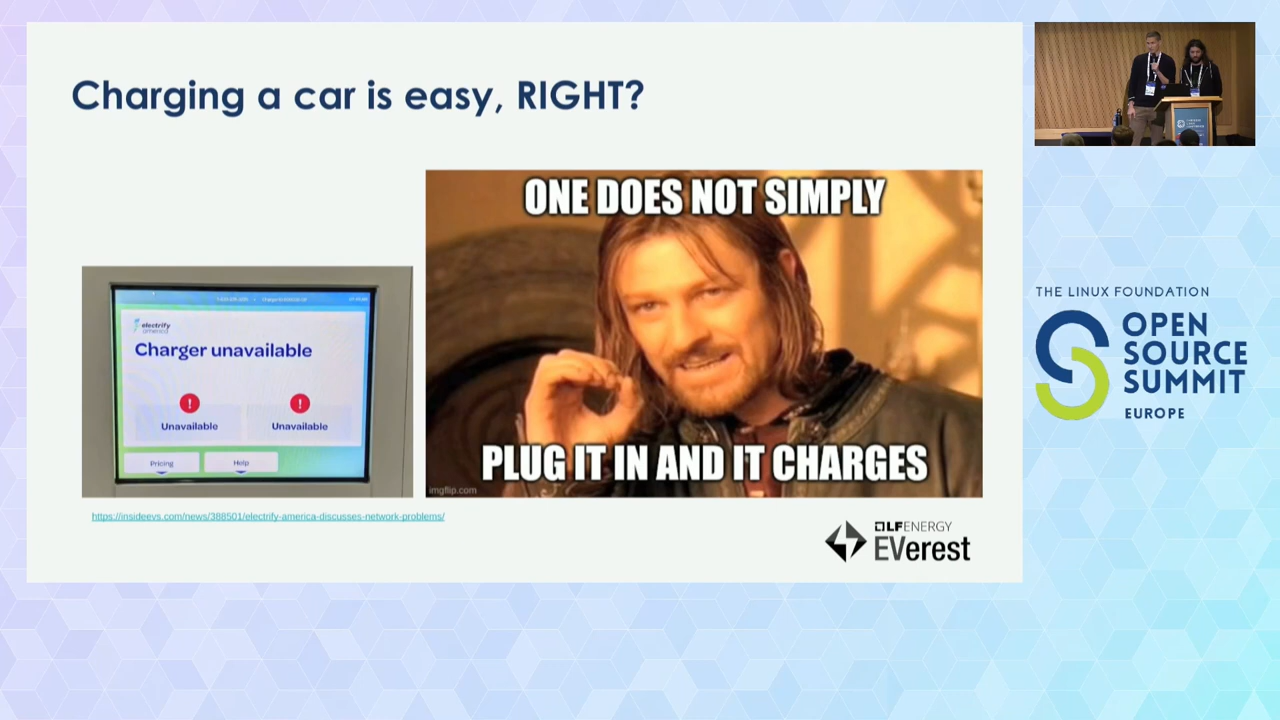 Charging a car is easy, RIGHT?
ONE DOES NOT SIMPLY
PLUG IT IN AND IT CHARGES
imgflip.com
electrify
america
Charger unavailable
!
!
Unavailable
Unavailable
Pricing
Help
https://insideevs.com/news/388501/electrify-america-discusses-network-problems/
LFENERGY
EVerest
THE LINUX FOUNDATION
OPEN
SOURCE
SUMMIT
EUROPE